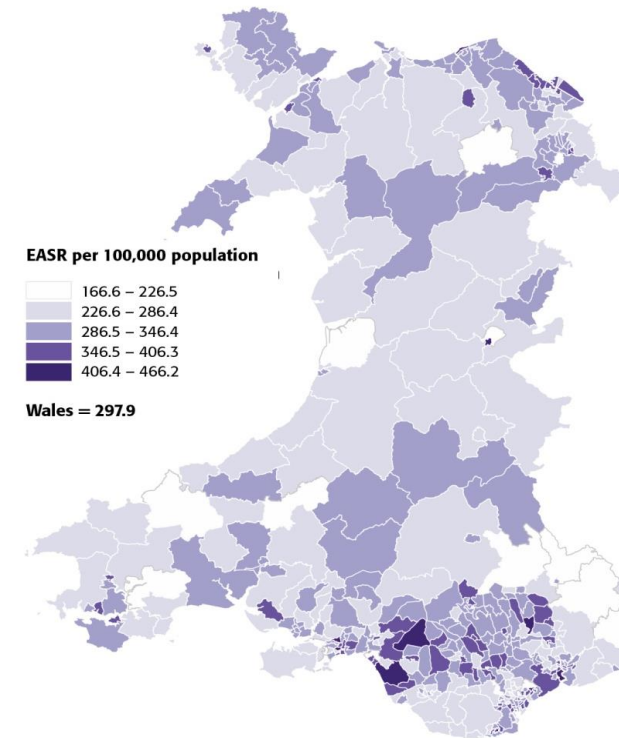 EASR per 100,000 population
166.6 – 226.5
226.6 – 286.4
286.5 – 346.4
346.5 – 406.3
406.4 – 466.2
Wales = 297.9